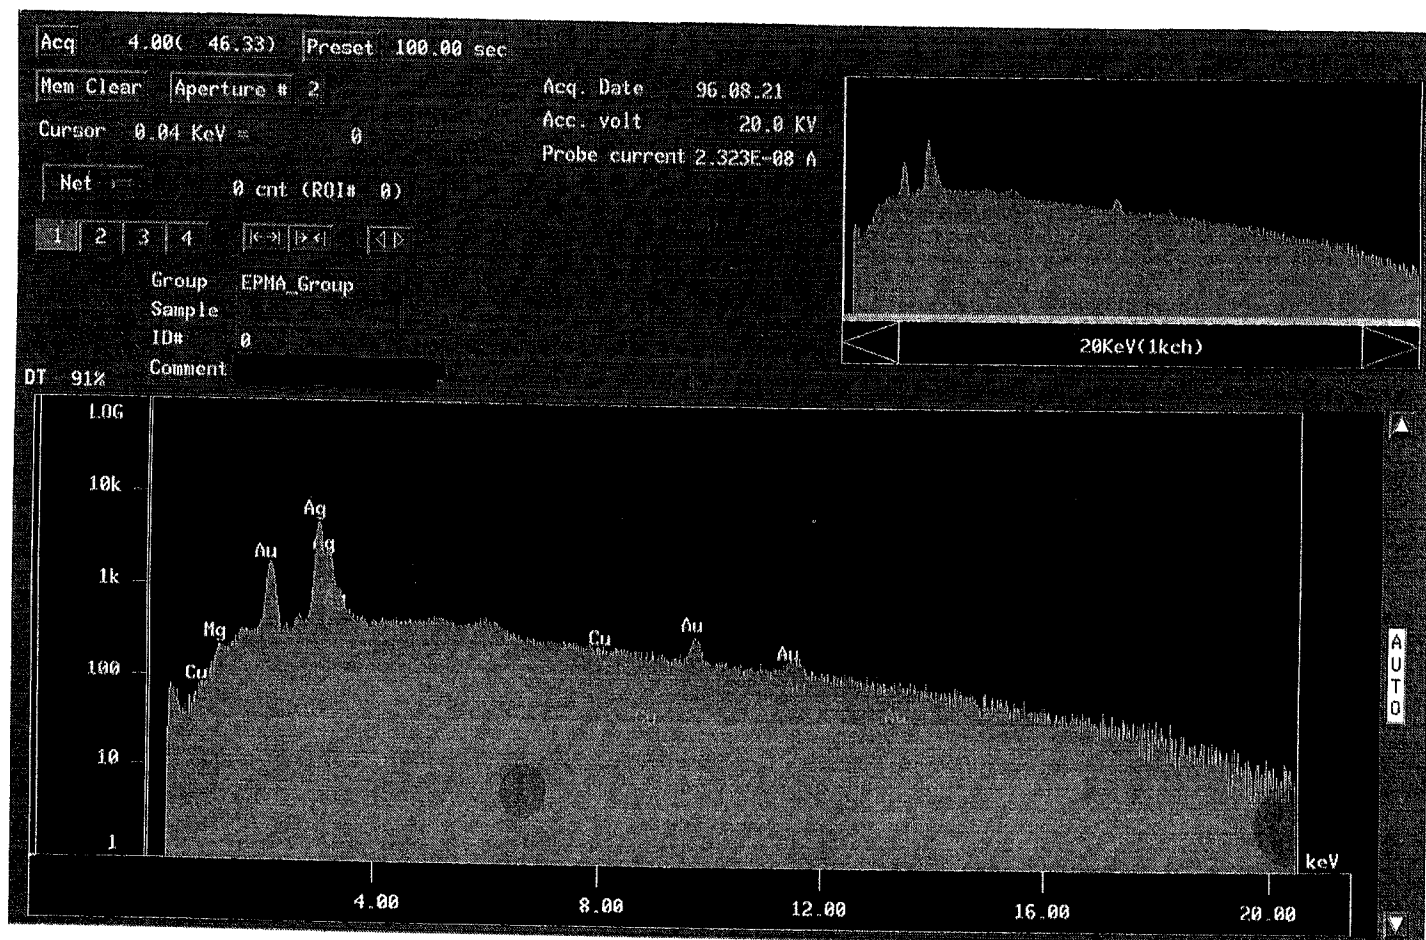 Acq 4.00( 46.33) Preset 100.00 sec
Mem Clear Aperture # 2
Cursor 0.04 KeV = 0
Net 0 cnt (ROI# 0)
1 2 3 4
Group EPMA_Group
Sample
ID# 0
Comment
Acq. Date 96.08.21
Acc. volt 20.0 KV
Probe current 2.323E-08 A
20KeV(1kch)
DT 91%
LOG
10k
1k
100
10
1
Cu
Mg
Au
Ag
Ag
Cu
Au
Au
keV
4.00 8.00 12.00 16.00 20.00
AUTO